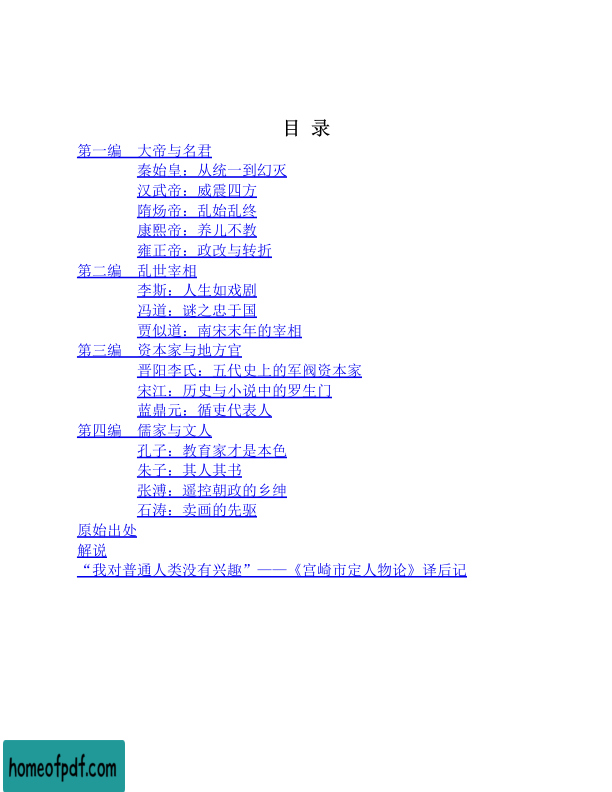 目 录
第一编　大帝与名君
秦始皇：从统一到幻灭
汉武帝：威震四方
隋炀帝：乱始乱终
康熙帝：养儿不教
雍正帝：政改与转折
第二编　乱世宰相
李斯：人生如戏剧
冯道：谜之忠于国
贾似道：南宋末年的宰相
第三编　资本家与地方官
晋阳李氏：五代史上的军阀资本家
宋江：历史与小说中的罗生门
蓝鼎元：循吏代表人
第四编　儒家与文人
孔子：教育家才是本色
朱子：其人其书
张溥：遥控朝政的乡绅
石涛：卖画的先驱
原始出处
解说
“我对普通人类没有兴趣”——《宫崎市定人物论》译后记
homeofpdf.com